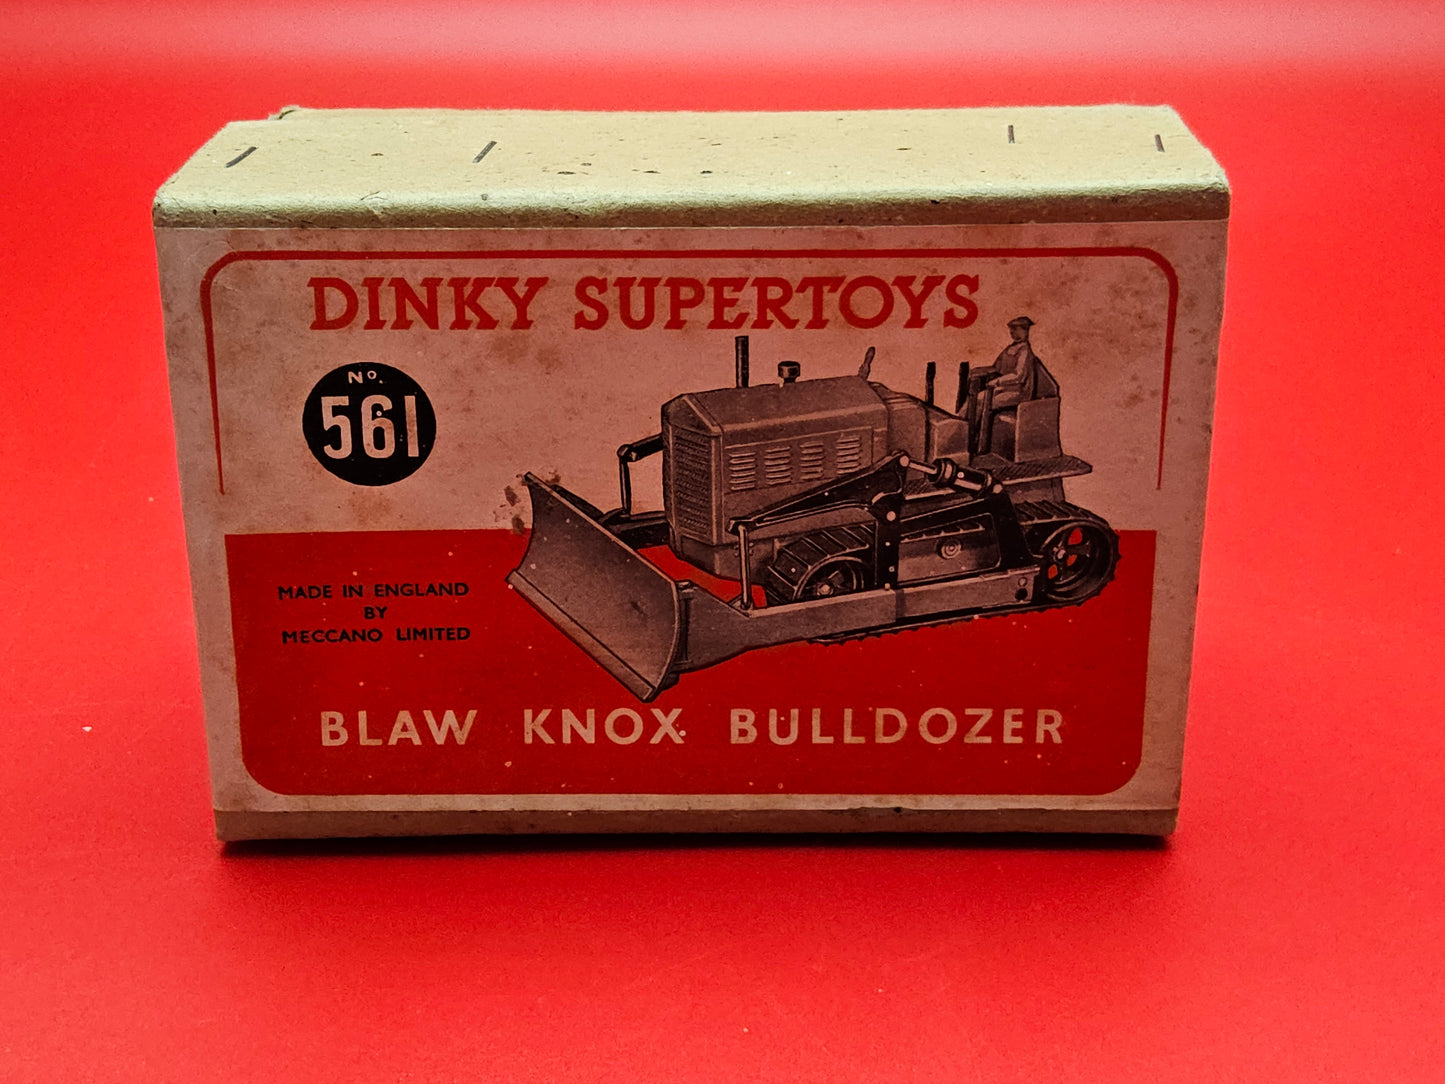 DINKY SUPERTOYS
No.
561
MADE IN ENGLAND
BY
MECCANO LIMITED
BLAW KNOX BULLDOZER